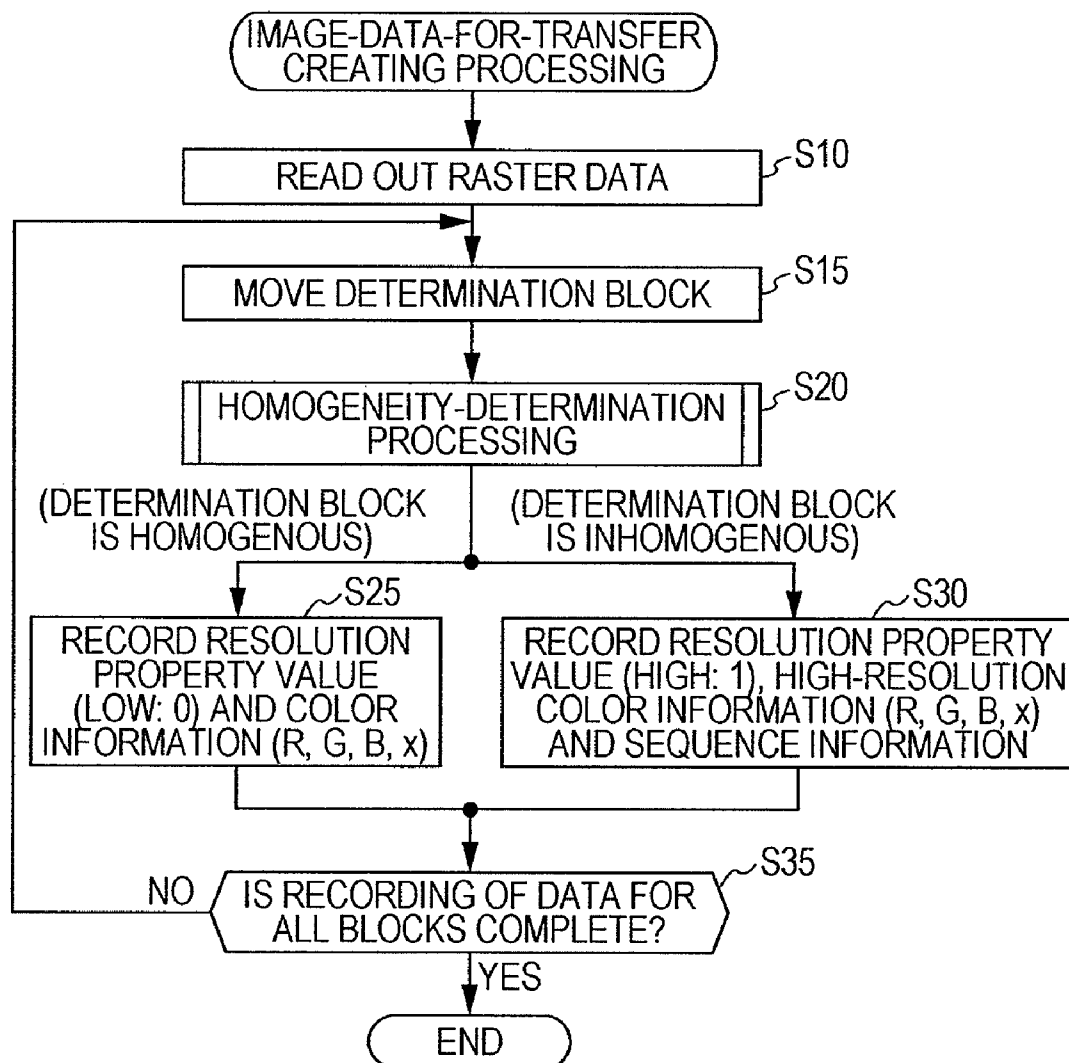 IMAGE-DATA-FOR-TRANSFER
CREATING PROCESSING
S10
READ OUT RASTER DATA
S15
MOVE DETERMINATION BLOCK
S20
HOMOGENEITY-DETERMINATION
PROCESSING
(DETERMINATION BLOCK
IS HOMOGENOUS)
(DETERMINATION BLOCK
IS INHOMOGENOUS)
S25
RECORD RESOLUTION
PROPERTY VALUE
(LOW: 0) AND COLOR
INFORMATION (R, G, B, x)
S30
RECORD RESOLUTION PROPERTY
VALUE (HIGH: 1), HIGH-RESOLUTION
COLOR INFORMATION (R, G, B, x)
AND SEQUENCE INFORMATION
S35
NO
IS RECORDING OF DATA FOR
ALL BLOCKS COMPLETE?
YES
END